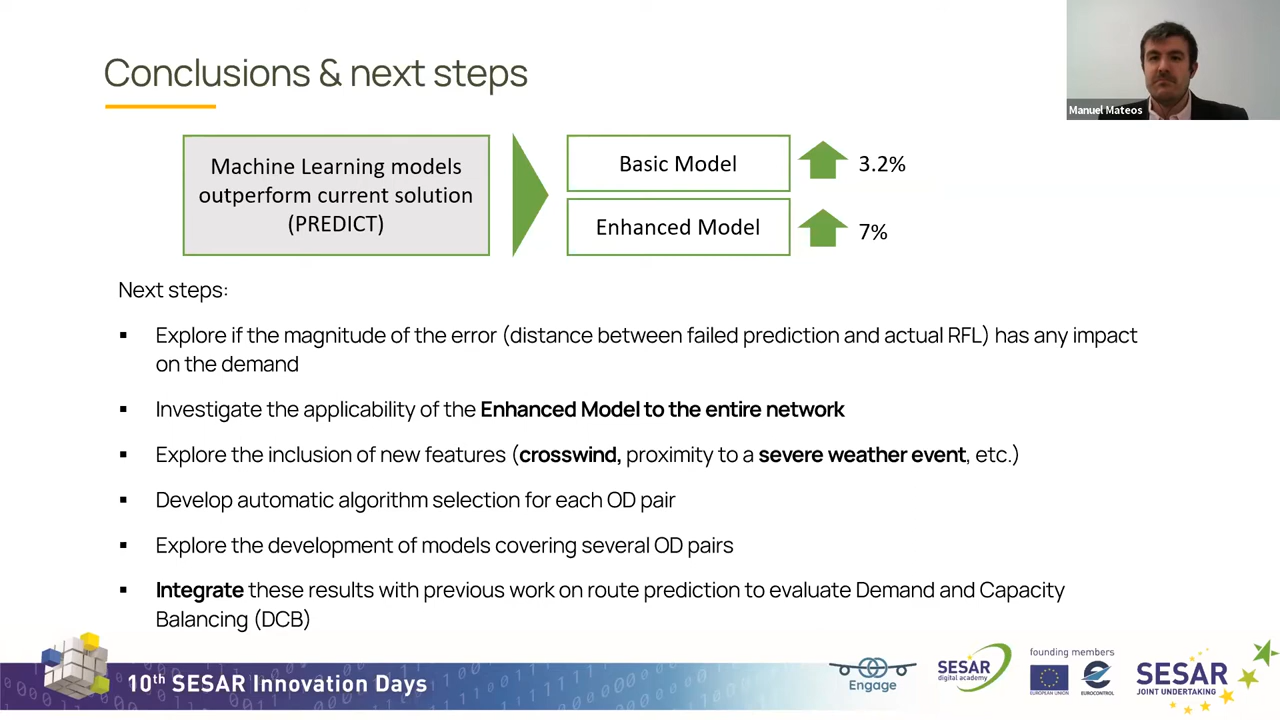 Conclusions & next steps
Manuel Mateos
Machine Learning models
outperform current solution
(PREDICT)
Basic Model
3.2%
Enhanced Model
7%
Next steps:
▪ Explore if the magnitude of the error (distance between failed prediction and actual RFL) has any impact
on the demand
▪ Investigate the applicability of the Enhanced Model to the entire network
▪ Explore the inclusion of new features (crosswind, proximity to a severe weather event, etc.)
▪ Develop automatic algorithm selection for each OD pair
▪ Explore the development of models covering several OD pairs
▪ Integrate these results with previous work on route prediction to evaluate Demand and Capacity
Balancing (DCB)
10th SESAR Innovation Days
Engage
SESAR
digital academy
founding members
EUROPEAN UNION
EUROCONTROL
SESAR
JOINT UNDERTAKING